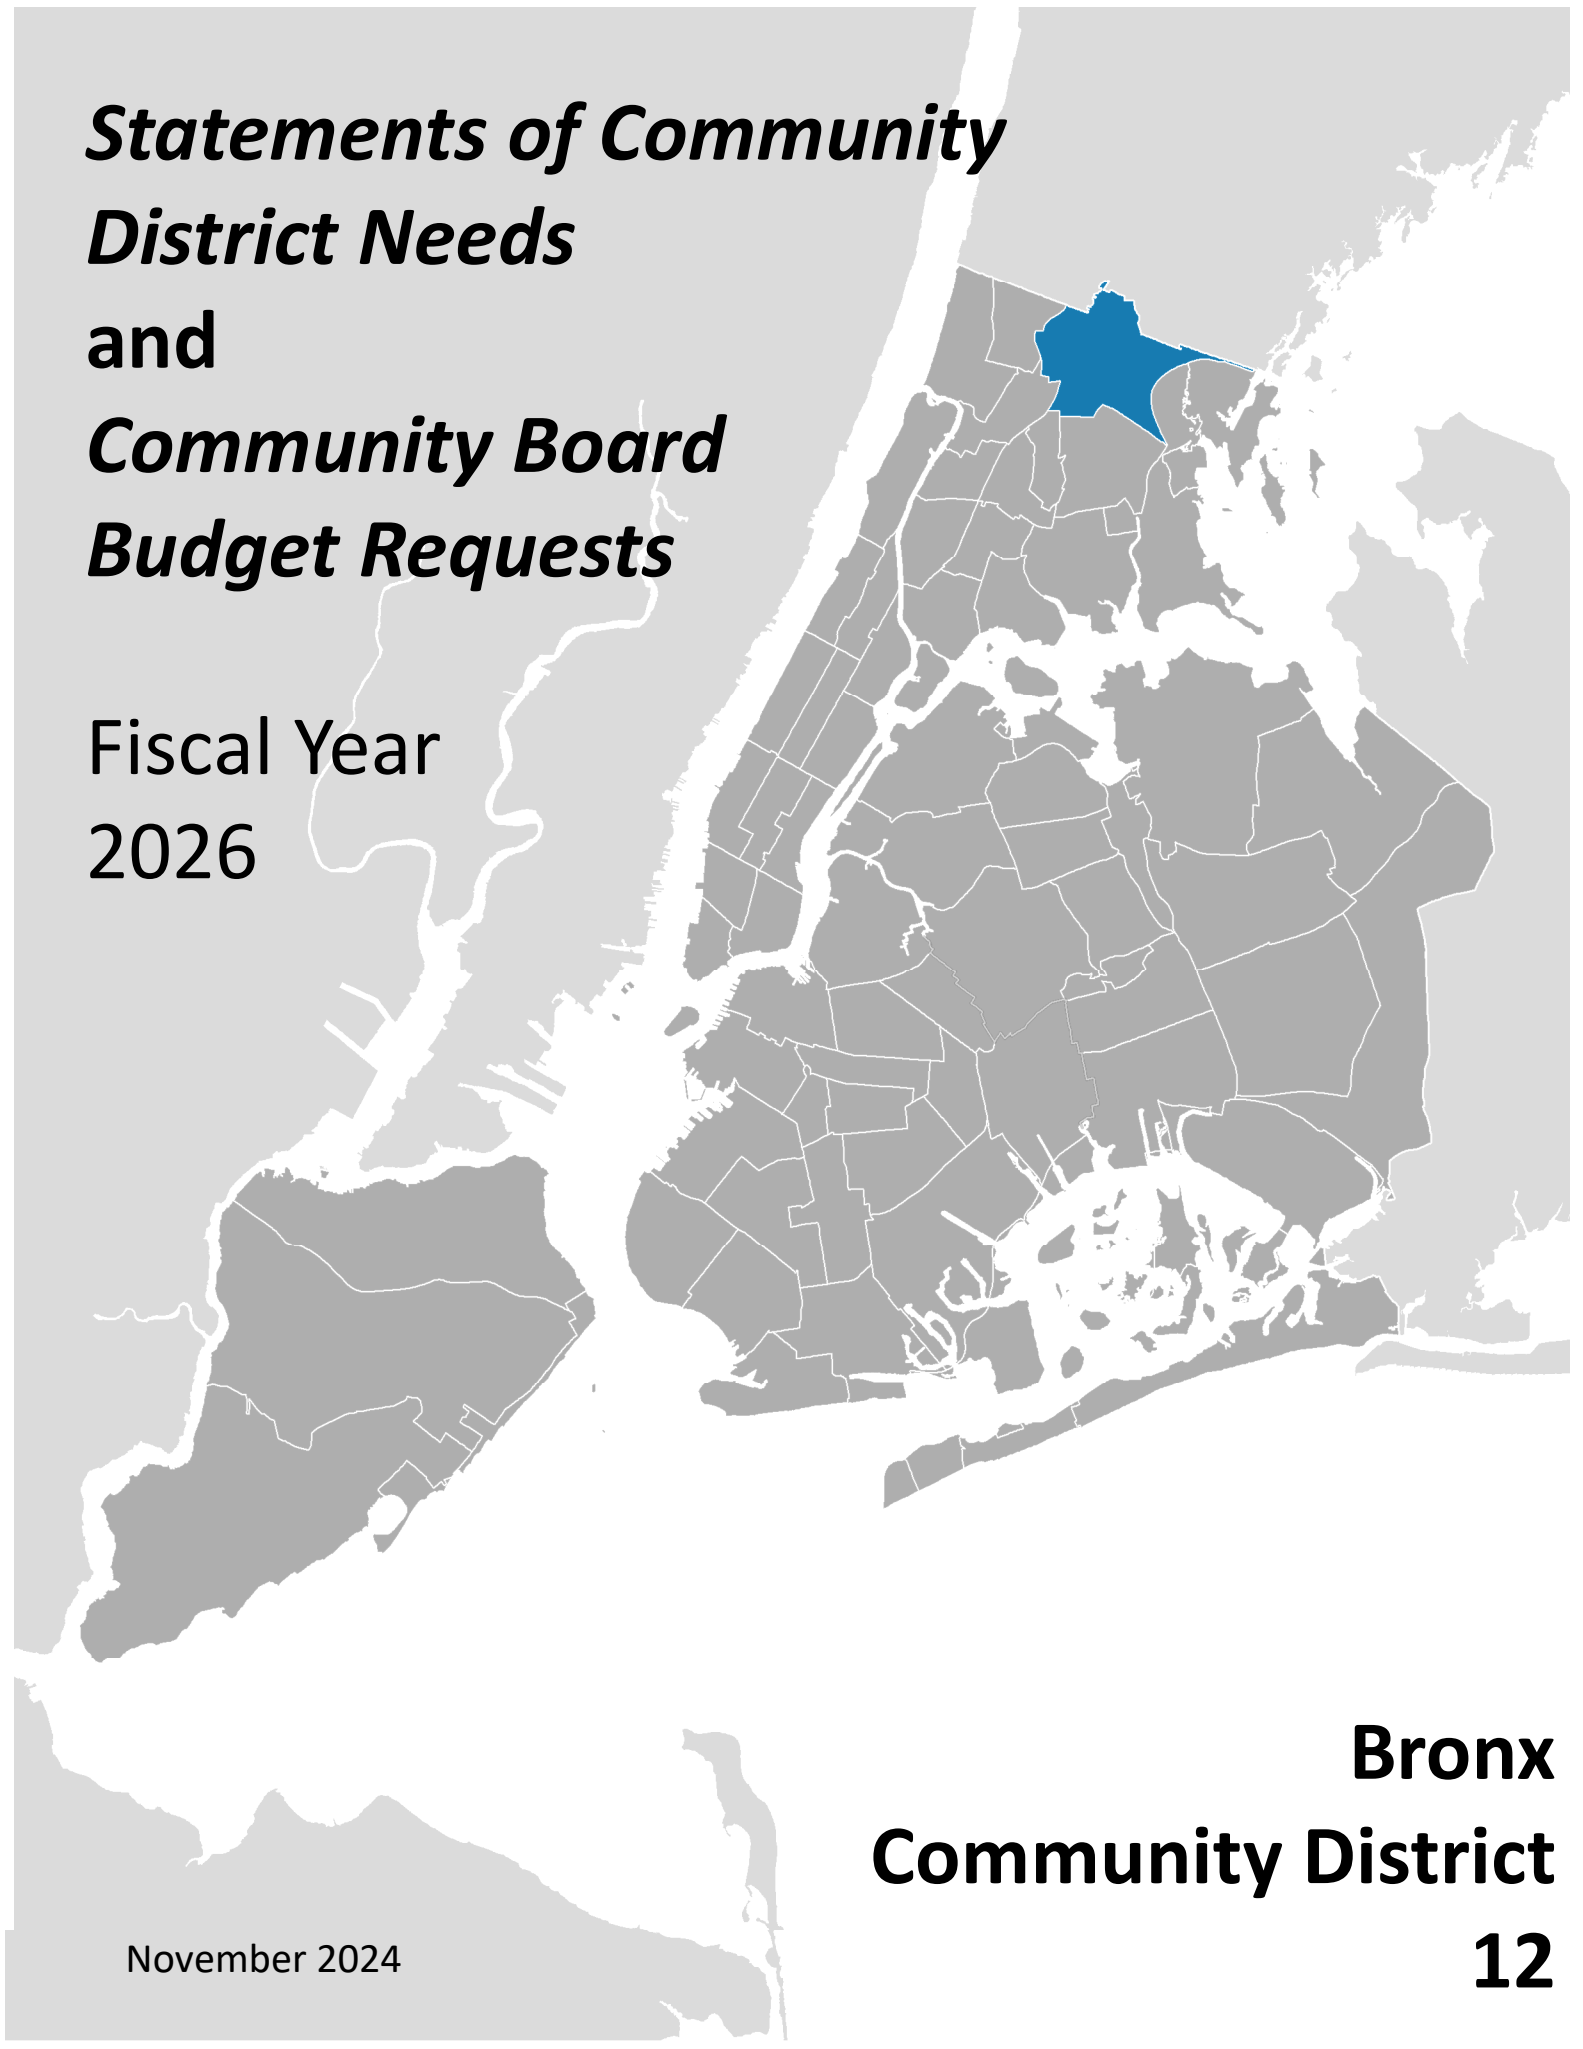 Statements of Community
District Needs
and
Community Board
Budget Requests
Fiscal Year
2026
Bronx
Community District
12
November 2024